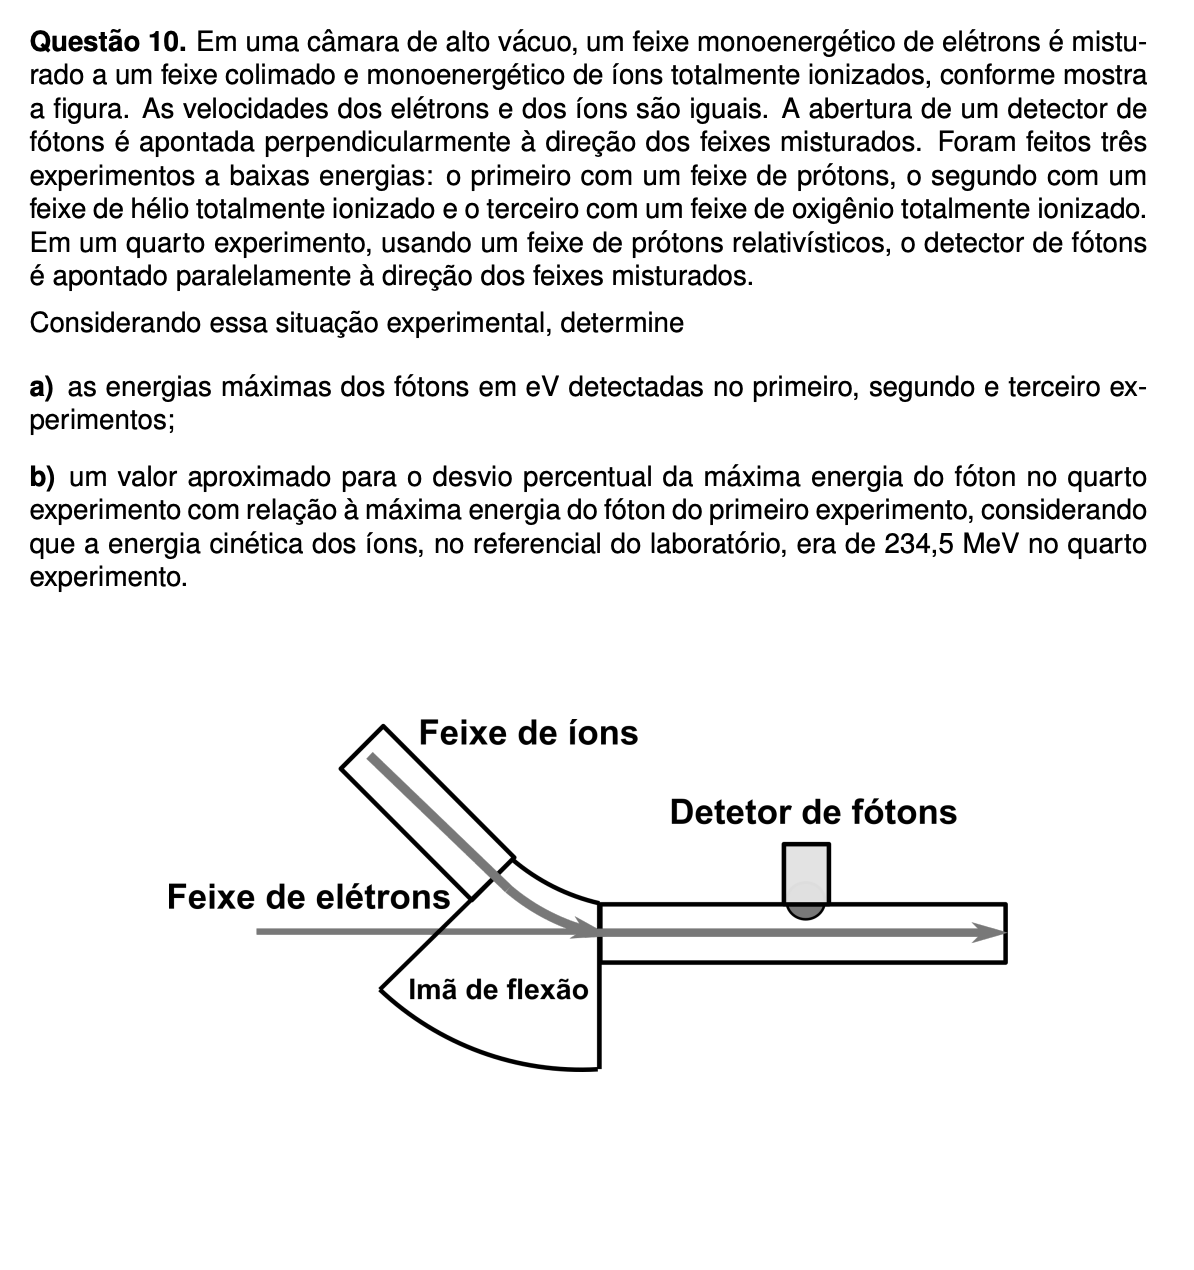 Questão 10. Em uma câmara de alto vácuo, um feixe monoenergético de elétrons é mistu-
rado a um feixe colimado e monoenergético de íons totalmente ionizados, conforme mostra
a figura. As velocidades dos elétrons e dos íons são iguais. A abertura de um detector de
fótons é apontada perpendicularmente à direção dos feixes misturados. Foram feitos três
experimentos a baixas energias: o primeiro com um feixe de prótons, o segundo com um
feixe de hélio totalmente ionizado e o terceiro com um feixe de oxigênio totalmente ionizado.
Em um quarto experimento, usando um feixe de prótons relativísticos, o detector de fótons
é apontado paralelamente à direção dos feixes misturados.
Considerando essa situação experimental, determine
a) as energias máximas dos fótons em eV detectadas no primeiro, segundo e terceiro ex-
perimentos;
b) um valor aproximado para o desvio percentual da máxima energia do fóton no quarto
experimento com relação à máxima energia do fóton do primeiro experimento, considerando
que a energia cinética dos íons, no referencial do laboratório, era de 234,5 MeV no quarto
experimento.
Feixe de íons
Detetor de fótons
Feixe de elétrons
Imã de flexão